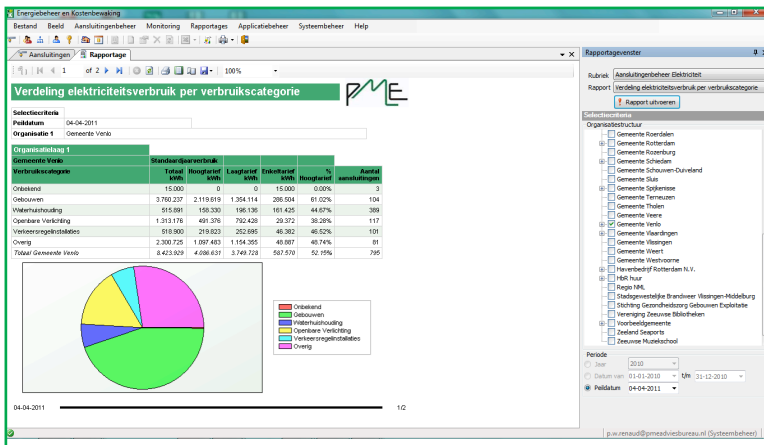 Energiebeheer en Kostenbewaking
Bestand Beeld Aansluitingenbeheer Monitoring Rapportages Applicatiebeheer Systeembeheer Help
Aansluitingen Rapportage
1 of 2 100%
Verdeling elektriciteitsverbruik per verbruikscategorie
PME
Selectiecriteria
Peildatum 04-04-2011
Organisatie 1 Gemeente Venlo
Organisatielaag 1
Gemeente Venlo Standaardjaarverbruik
Verbruikscategorie Totaal kWh Hoogtarief kWh Laagtarief kWh Enkeltarief kWh % Hoogtarief Aantal aansluitingen
Onbekend 15.000 0 0 15.000 0.00% 3
Gebouwen 3.760.237 2.119.619 1.354.114 286.504 61.02% 104
Waterhuishouding 515.891 158.330 196.136 161.425 44.67% 389
Openbare Verlichting 1.313.176 491.376 792.428 29.372 38.28% 117
Verkeersregelinstallaties 518.900 219.823 252.695 46.382 46.52% 101
Overig 2.300.725 1.097.483 1.154.355 48.887 48.74% 81
Totaal Gemeente Venlo 8.423.929 4.086.631 3.749.728 587.570 52.15% 795
Onbekend
Gebouwen
Waterhuishouding
Openbare Verlichting
Verkeersregelinstallaties
Overig
04-04-2011 1/2
Rapportagevenster
Rubriek Aansluitingenbeheer Elektriciteit
Rapport Verdeling elektriciteitsverbruik per verbruikscategorie
Rapport uitvoeren
Selectiecriteria
Organisatiestructuur
Gemeente Roerdalen
Gemeente Rotterdam
Gemeente Rozenburg
Gemeente Schiedam
Gemeente Schouwen-Duiveland
Gemeente Sluis
Gemeente Spijkenisse
Gemeente Terneuzen
Gemeente Tholen
Gemeente Veere
Gemeente Venlo
Gemeente Vlaardingen
Gemeente Vlissingen
Gemeente Weert
Gemeente Westvoorne
Havenbedrijf Rotterdam N.V.
HbR huur
Regio NML
Stadsgewestelijke Brandweer Vlissingen-Middelburg
Stichting Gezondheidszorg Gebouwen Exploitatie
Vereniging Zeeuwse Bibliotheken
Voorbeeldgemeente
Zeeland Seaports
Zeeuwse Muziekschool
Periode
Jaar 2010
Datum van 01-01-2010 t/m 31-12-2010
Peildatum 04-04-2011
p.w.renaud@pmeadviesbureau.nl (Systeembeheer)